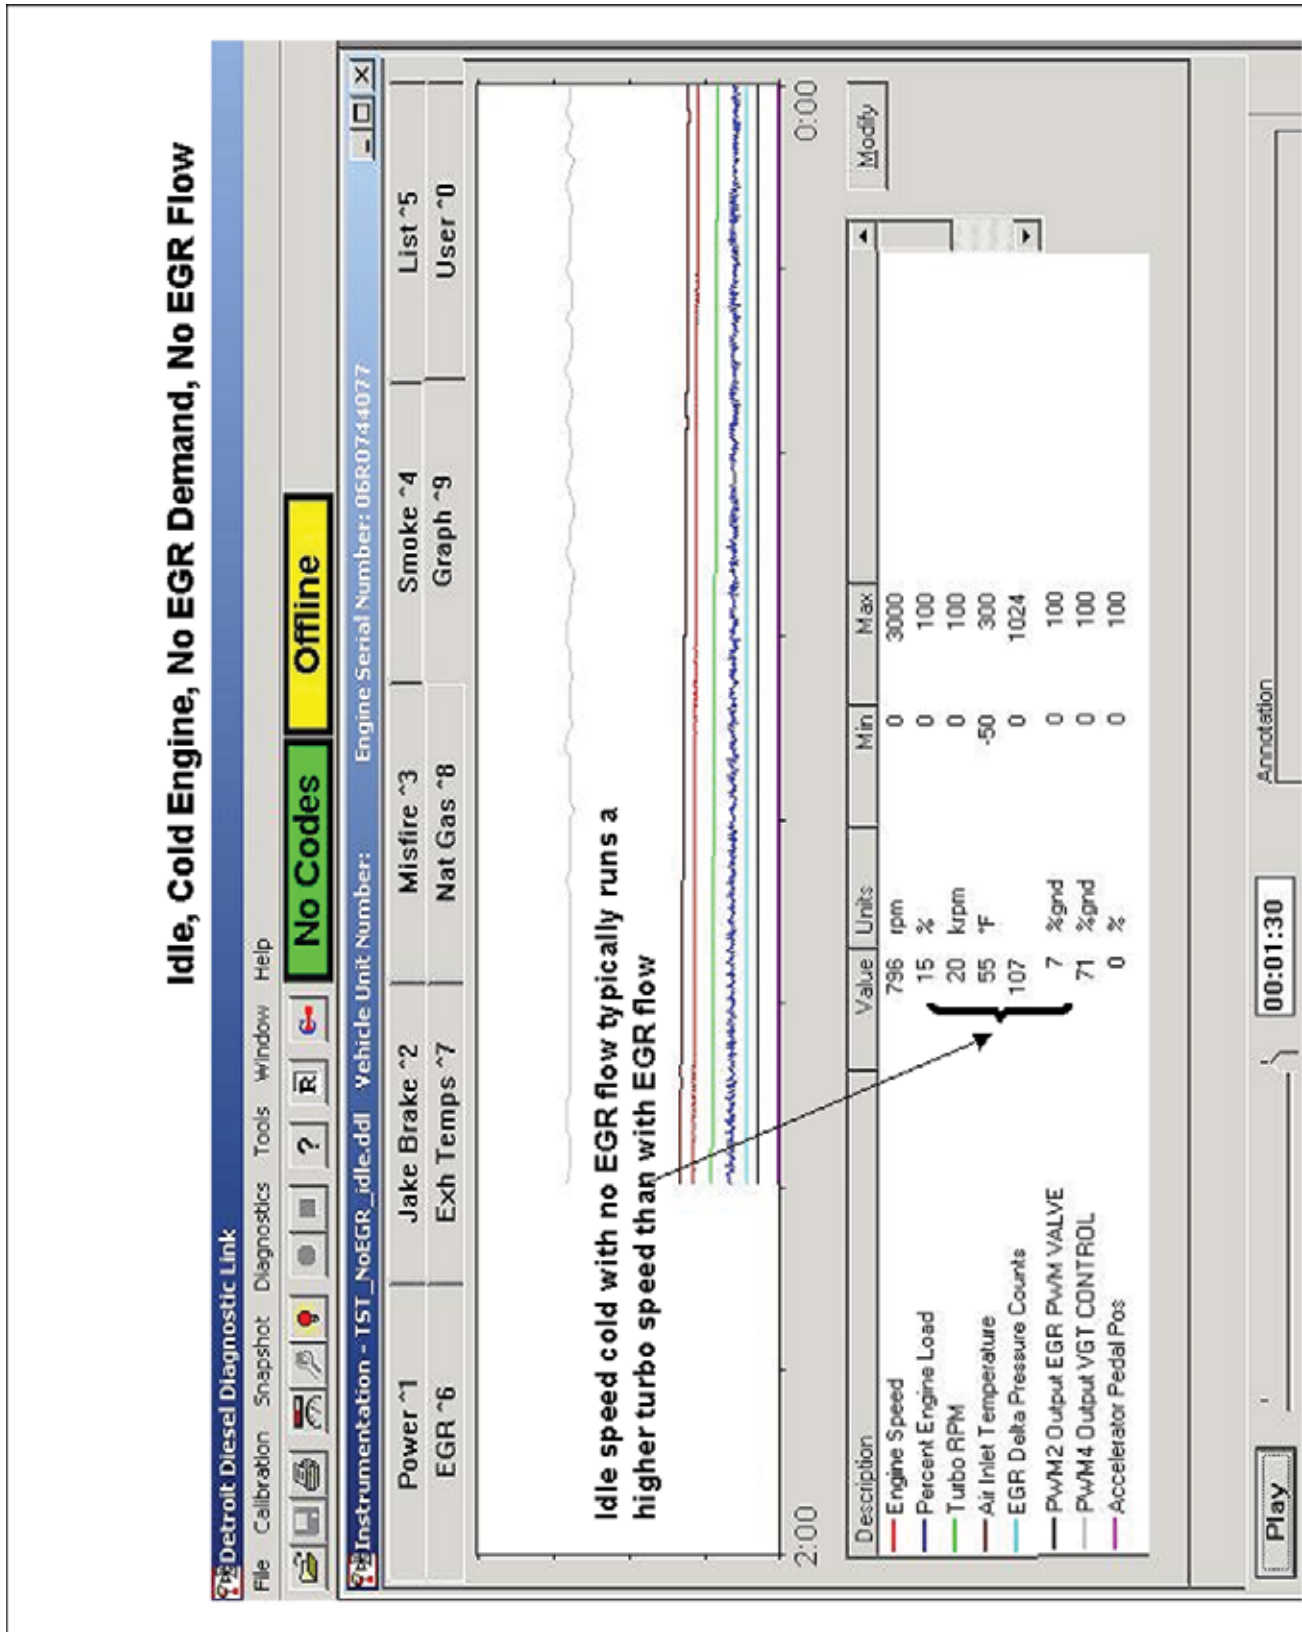 Idle, Cold Engine, No EGR Demand, No EGR Flow
Detroit Diesel Diagnostic Link
File Calibration Snapshot Diagnostics Tools Window Help
? R No Codes Offline
Instrumentation - TST_NoEGR_idle.ddl Vehicle Unit Number: Engine Serial Number: 06R0744077
Power ^1 Jake Brake ^2 Misfire ^3 Smoke ^4 List ^5
EGR ^6 Exh Temps ^7 Nat Gas ^8 Graph ^9 User ^0
Idle speed cold with no EGR flow typically runs a
higher turbo speed than with EGR flow
2:00 0:00
Description Value Units Min Max Modify
Engine Speed 796 rpm 0 3000
Percent Engine Load 15 % 0 100
Turbo RPM 20 krpm 0 100
Air Inlet Temperature 55 °F -50 300
EGR Delta Pressure Counts 107 0 1024
PWM2 Output EGR PWM VALVE 7 %gnd 0 100
PWM4 Output VGT CONTROL 71 %gnd 0 100
Accelerator Pedal Pos 0 % 0 100
Annotation
Play 00:01:30